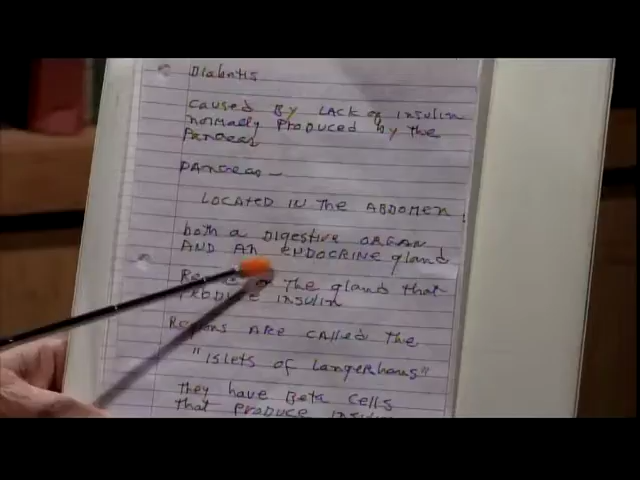 Diabetis
caused By LACK of insulin
normally produced by the
Pancreas
pancreas —
LOCATED IN The ABDOMEN.
both a Digestive ORGAN
AND AN ENDOCRINE gland
The gland that
PRODUCE insulin
Regions ARE CALLED The
"islets of Langerhans"
They have Beta cells
that produce insulin